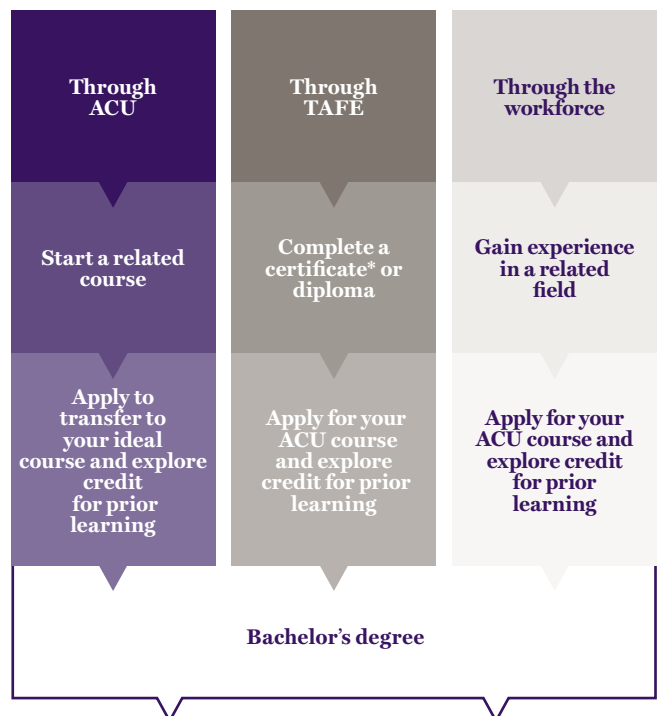 Through
ACU
Start a related
course
Apply to
transfer to
your ideal
course and explore
credit
for prior
learning
Through
TAFE
Complete a
certificate* or
diploma
Apply for your
ACU course
and explore
credit for prior
learning
Through the
workforce
Gain experience
in a related
field
Apply for your
ACU course and
explore credit
for prior
learning
Bachelor’s degree